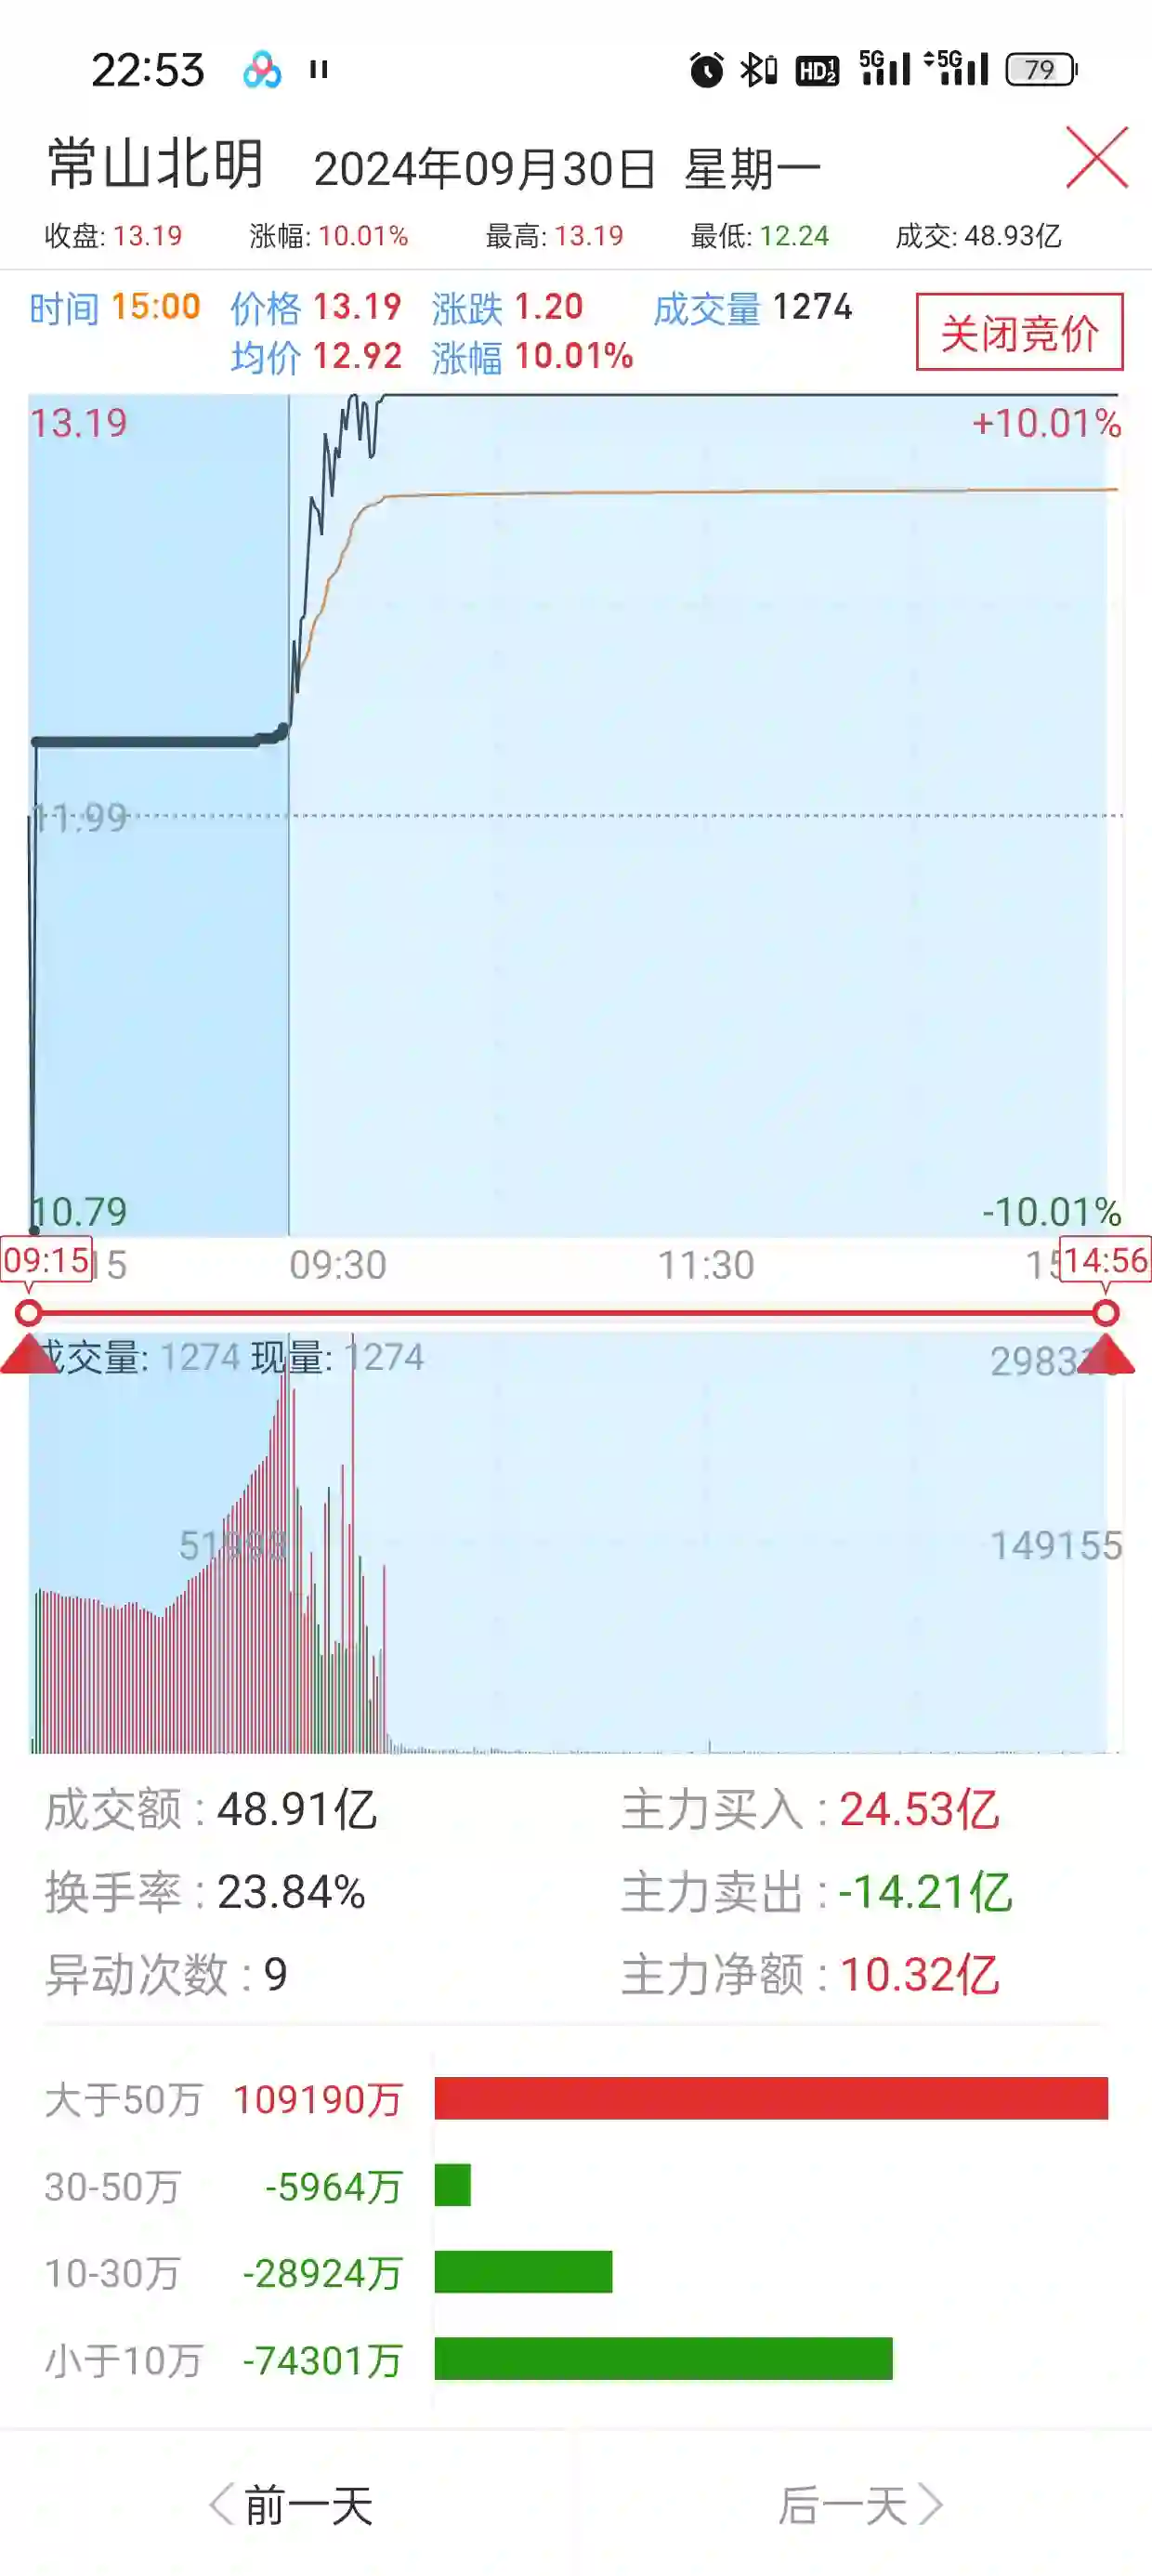 22:53 HD 1 2 5G 5G 79
常山北明 2024年09月30日 星期一
收盘: 13.19 涨幅: 10.01% 最高: 13.19 最低: 12.24 成交: 48.93亿
时间 15:00 价格 13.19 涨跌 1.20 成交量 1274
均价 12.92 涨幅 10.01%
关闭竞价
13.19 +10.01%
11.99
10.79 -10.01%
09:15 09:30 11:30 14:56
成交量: 1274 现量: 1274
149155
成交额 : 48.91亿 主力买入 : 24.53亿
换手率 : 23.84% 主力卖出 : -14.21亿
异动次数 : 9 主力净额 : 10.32亿
大于50万 109190万
30-50万 -5964万
10-30万 -28924万
小于10万 -74301万
前一天 后一天